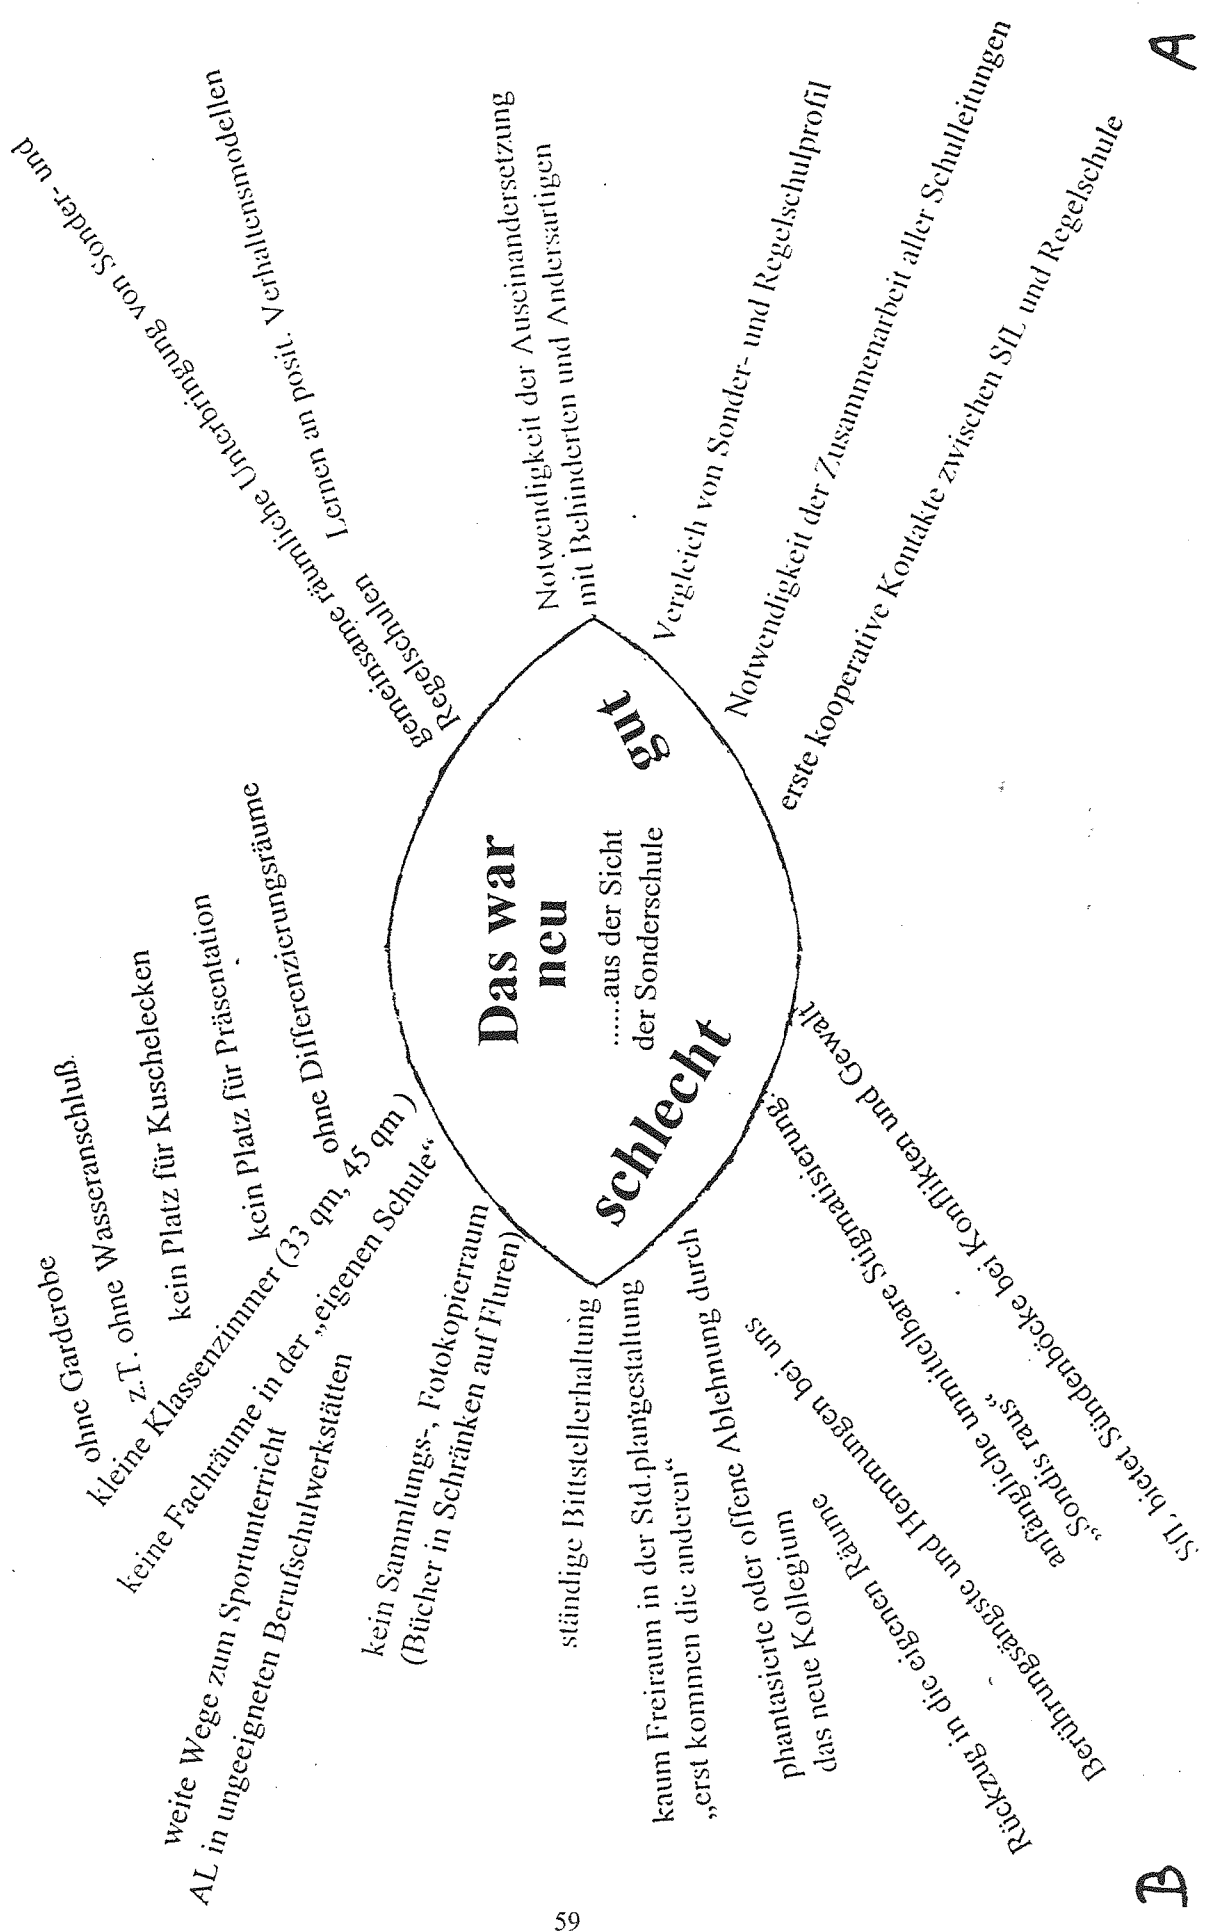 Das war
neu
......aus der Sicht
der Sonderschule
schlecht
gut
ohne Garderobe
z.T. ohne Wasseranschluß
kein Platz für Kuschelecken
kein Platz für Präsentation
ohne Differenzierungsräume
kleine Klassenzimmer (33 qm, 45 qm )
keine Fachräume in der „eigenen Schule“
weite Wege zum Sportunterricht
AL in ungeeigneten Berufschulwerkstätten
kein Sammlungs-, Fotokopierraum
(Bücher in Schränken auf Fluren)
ständige Bittstellerhaltung
kaum Freiraum in der Std.plangestaltung
„erst kommen die anderen“
phantasierte oder offene Ablehnung durch
das neue Kollegium
Rückzug in die eigenen Räume
Berührungsängste und Hemmungen bei uns
anfängliche unmittelbare Stigmatisierung:
„Sondis raus“
SfL bietet Sündenböcke bei Konflikten und Gewalt
gemeinsame räumliche Unterbringung von Sonder- und
Regelschulen
Lernen an posit. Verhaltensmodellen
Notwendigkeit der Auseinandersetzung
mit Behinderten und Andersartigen
Vergleich von Sonder- und Regelschulprofil
Notwendigkeit der Zusammenarbeit aller Schulleitungen
erste kooperative Kontakte zwischen SfL und Regelschule
A
B
59